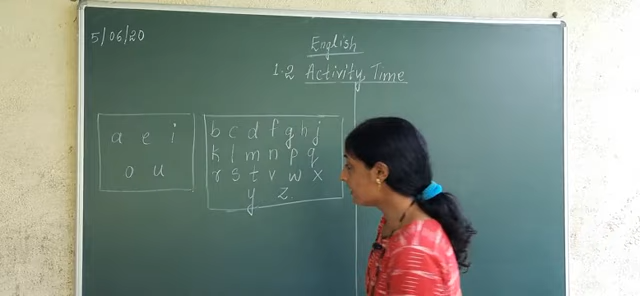 5/06/20
English
1.2 Activity Time
a e i
o u
b c d f g h j
k l m n p q
r s t v w x
y z